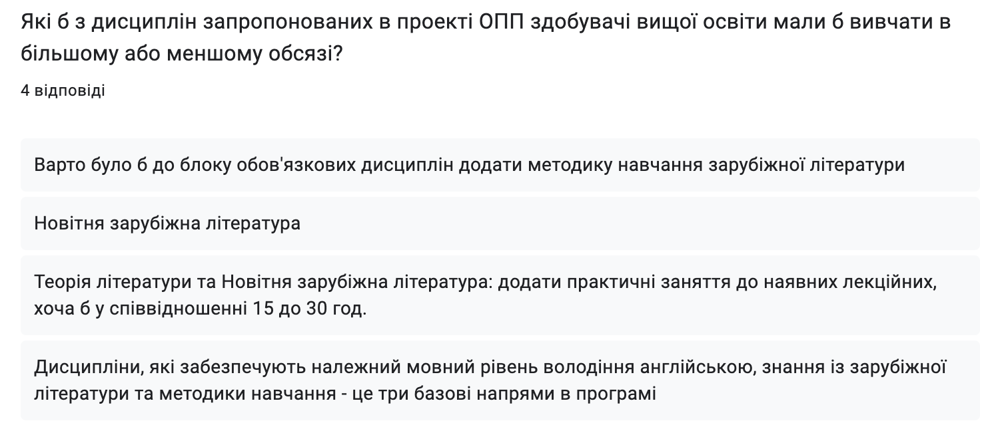 Які б з дисциплін запропонованих в проекті ОПП здобувачі вищої освіти мали б вивчати в
більшому або меншому обсязі?
4 відповіді
Варто було б до блоку обов'язкових дисциплін додати методику навчання зарубіжної літератури
Новітня зарубіжна література
Теорія літератури та Новітня зарубіжна література: додати практичні заняття до наявних лекційних,
хоча б у співвідношенні 15 до 30 год.
Дисципліни, які забезпечують належний мовний рівень володіння англійською, знання із зарубіжної
літератури та методики навчання - це три базові напрями в програмі